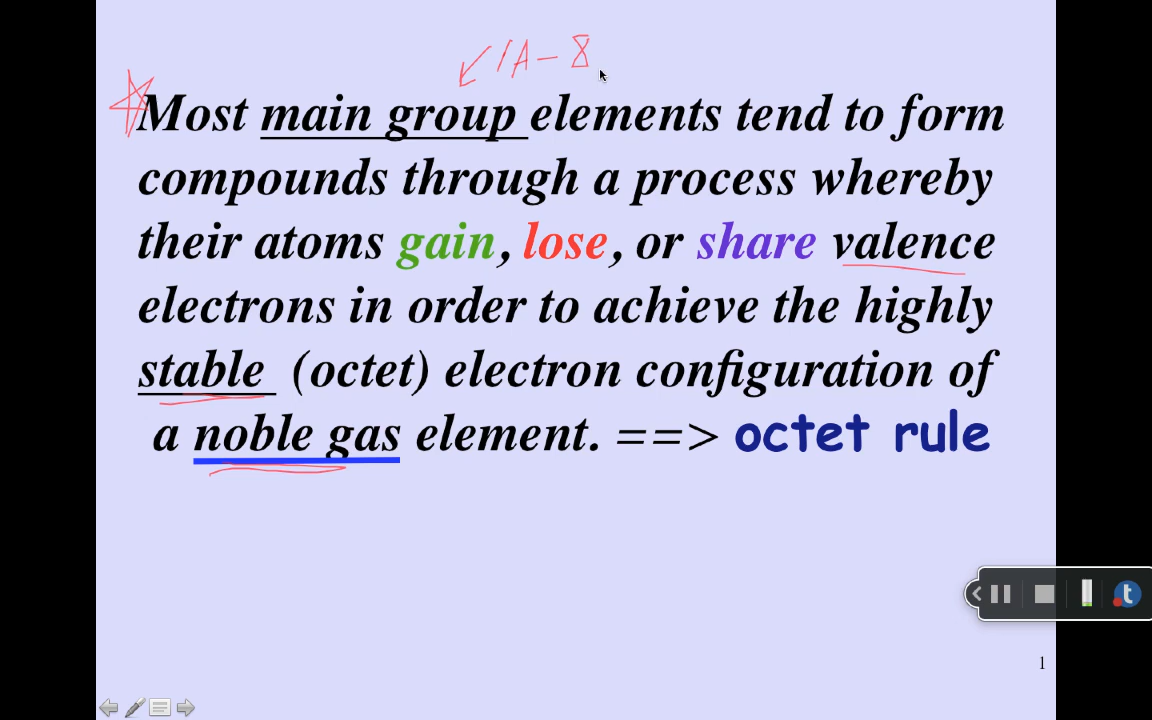 1A - 8
Most main group elements tend to form
compounds through a process whereby
their atoms gain, lose, or share valence
electrons in order to achieve the highly
stable (octet) electron configuration of
a noble gas element. ==> octet rule
t
1